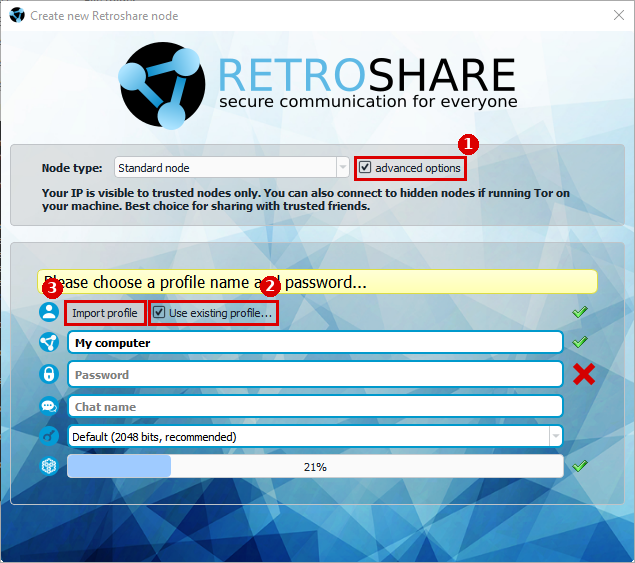 Create new Retroshare node
RETROSHARE
secure communication for everyone
1
Node type: Standard node advanced options
Your IP is visible to trusted nodes only. You can also connect to hidden nodes if running Tor on
your machine. Best choice for sharing with trusted friends.
Please choose a profile name and password...
3 2
Import profile Use existing profile...
My computer
Password
Chat name
Default (2048 bits, recommended)
21%